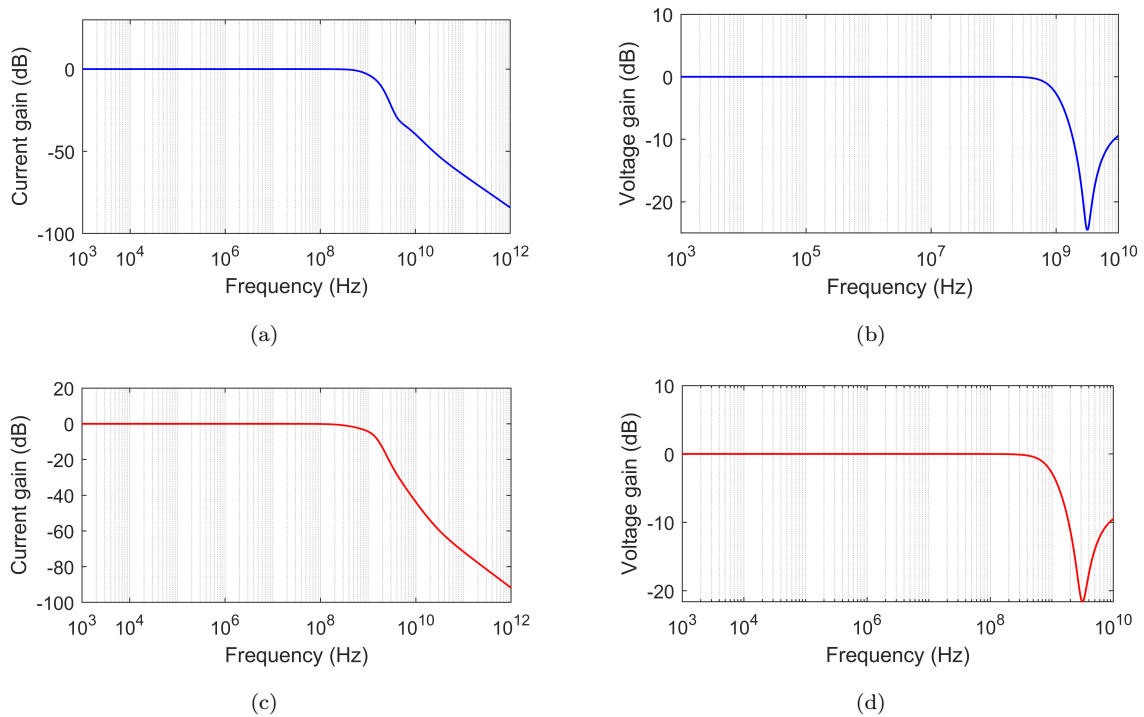 Current gain (dB)
0
-50
-100
10^3 10^4 10^6 10^8 10^10 10^12
Frequency (Hz)
(a)
Voltage gain (dB)
10
0
-10
-20
10^3 10^5 10^7 10^9 10^10
Frequency (Hz)
(b)
Current gain (dB)
20
0
-20
-40
-60
-80
-100
10^3 10^4 10^6 10^8 10^10 10^12
Frequency (Hz)
(c)
Voltage gain (dB)
10
0
-10
-20
10^3 10^4 10^6 10^8 10^10
Frequency (Hz)
(d)